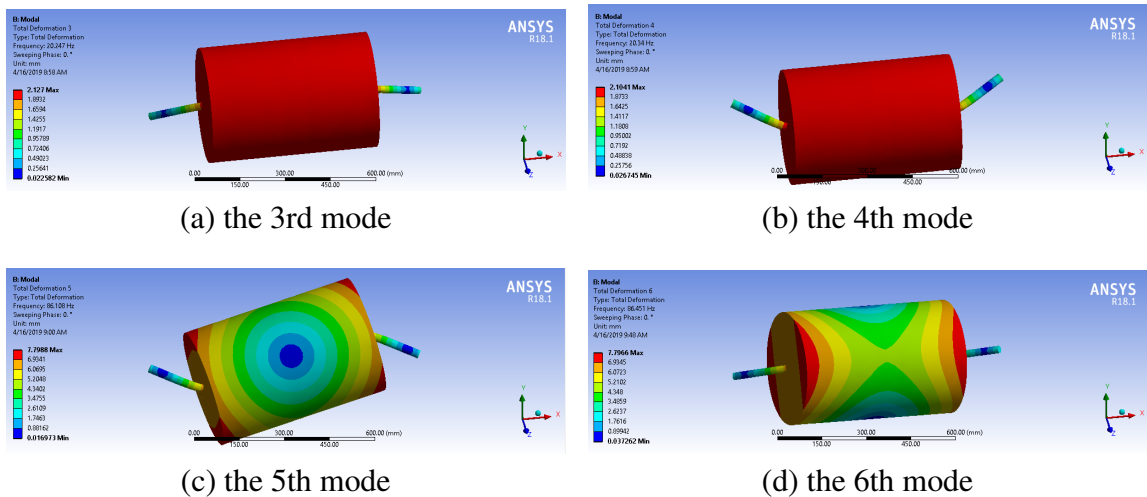 B: Modal
Total Deformation 3
Type: Total Deformation
Frequency: 20.247 Hz
Sweeping Phase: 0. °
Unit: mm
4/16/2019 8:58 AM
2.127 Max
1.8932
1.6594
1.4255
1.1917
0.95789
0.72406
0.49023
0.25641
0.022582 Min
ANSYS
R18.1
Y
X
Z
0.00
600.00 (mm)
150.00
450.00
(a) the 3rd mode
B: Modal
Total Deformation 4
Type: Total Deformation
Frequency: 20.34 Hz
Sweeping Phase: 0. °
Unit: mm
4/16/2019 8:59 AM
2.1041 Max
1.8733
1.6425
1.4117
1.1808
0.95002
0.7192
0.48838
0.25756
0.026745 Min
ANSYS
R18.1
Y
X
Z
0.00
600.00 (mm)
150.00
450.00
(b) the 4th mode
B: Modal
Total Deformation 5
Type: Total Deformation
Frequency: 86.108 Hz
Sweeping Phase: 0. °
Unit: mm
4/16/2019 9:00 AM
7.7988 Max
6.9341
6.0695
5.2048
4.3402
3.4755
2.6109
1.7463
0.88162
0.016973 Min
ANSYS
R18.1
Y
X
Z
0.00
600.00 (mm)
150.00
450.00
(c) the 5th mode
B: Modal
Total Deformation 6
Type: Total Deformation
Frequency: 86.451 Hz
Sweeping Phase: 0. °
Unit: mm
4/16/2019 9:48 AM
7.7966 Max
6.9345
6.0723
5.2102
4.348
3.4859
2.6237
1.7616
0.89942
0.037262 Min
ANSYS
R18.1
Y
X
Z
0.00
600.00 (mm)
150.00
450.00
(d) the 6th mode